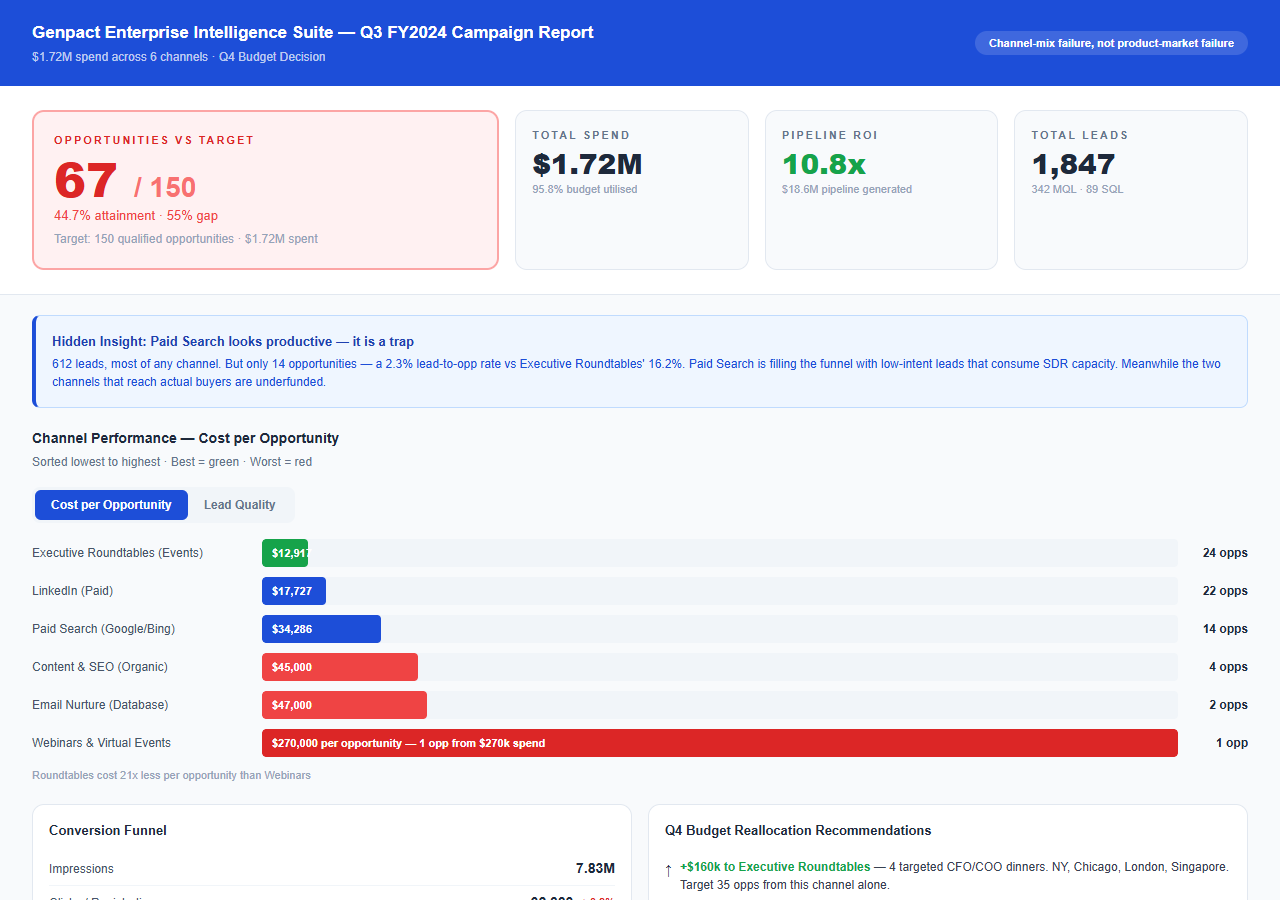 Genpact Enterprise Intelligence Suite — Q3 FY2024 Campaign Report
$1.72M spend across 6 channels · Q4 Budget Decision
Channel-mix failure, not product-market failure
OPPORTUNITIES VS TARGET
67 / 150
44.7% attainment · 55% gap
Target: 150 qualified opportunities · $1.72M spent
TOTAL SPEND
$1.72M
95.8% budget utilised
PIPELINE ROI
10.8x
$18.6M pipeline generated
TOTAL LEADS
1,847
342 MQL · 89 SQL
Hidden Insight: Paid Search looks productive — it is a trap
612 leads, most of any channel. But only 14 opportunities — a 2.3% lead-to-opp rate vs Executive Roundtables' 16.2%. Paid Search is filling the funnel with low-intent leads that consume SDR capacity. Meanwhile the two
channels that reach actual buyers are underfunded.
Channel Performance — Cost per Opportunity
Sorted lowest to highest · Best = green · Worst = red
Cost per Opportunity
Lead Quality
Executive Roundtables (Events)
$12,917
24 opps
LinkedIn (Paid)
$17,727
22 opps
Paid Search (Google/Bing)
$34,286
14 opps
Content & SEO (Organic)
$45,000
4 opps
Email Nurture (Database)
$47,000
2 opps
Webinars & Virtual Events
$270,000 per opportunity — 1 opp from $270k spend
1 opp
Roundtables cost 21x less per opportunity than Webinars
Conversion Funnel
Impressions
7.83M
Q4 Budget Reallocation Recommendations
↑ +$160k to Executive Roundtables — 4 targeted CFO/COO dinners. NY, Chicago, London, Singapore.
Target 35 opps from this channel alone.